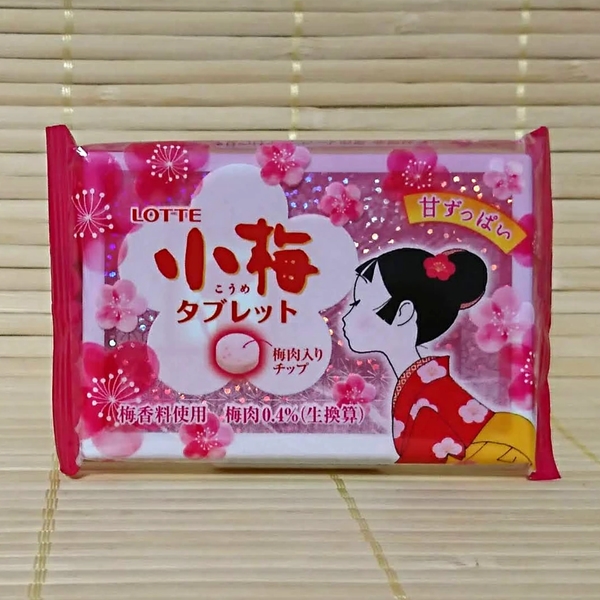 LOTTE
甘ずっぱい
小梅
こうめ
タブレット
梅肉入り
チップ
梅香料使用 梅肉0.4%(生換算)